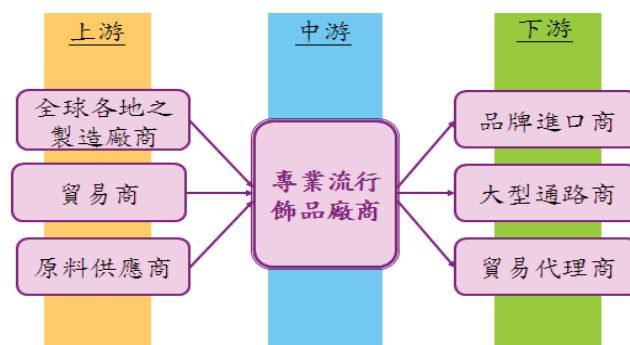 上游
中游
下游
全球各地之
製造廠商
貿易商
原料供應商
專業流行
飾品廠商
品牌進口商
大型通路商
貿易代理商